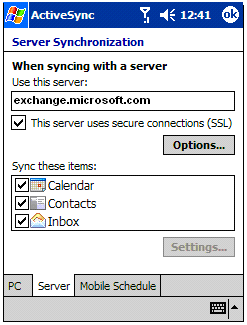 ActiveSync 12:41 ok
Server Synchronization
When syncing with a server
Use this server:
exchange.microsoft.com
This server uses secure connections (SSL)
Options...
Sync these items:
Calendar
Contacts
Inbox
Settings...
PC Server Mobile Schedule